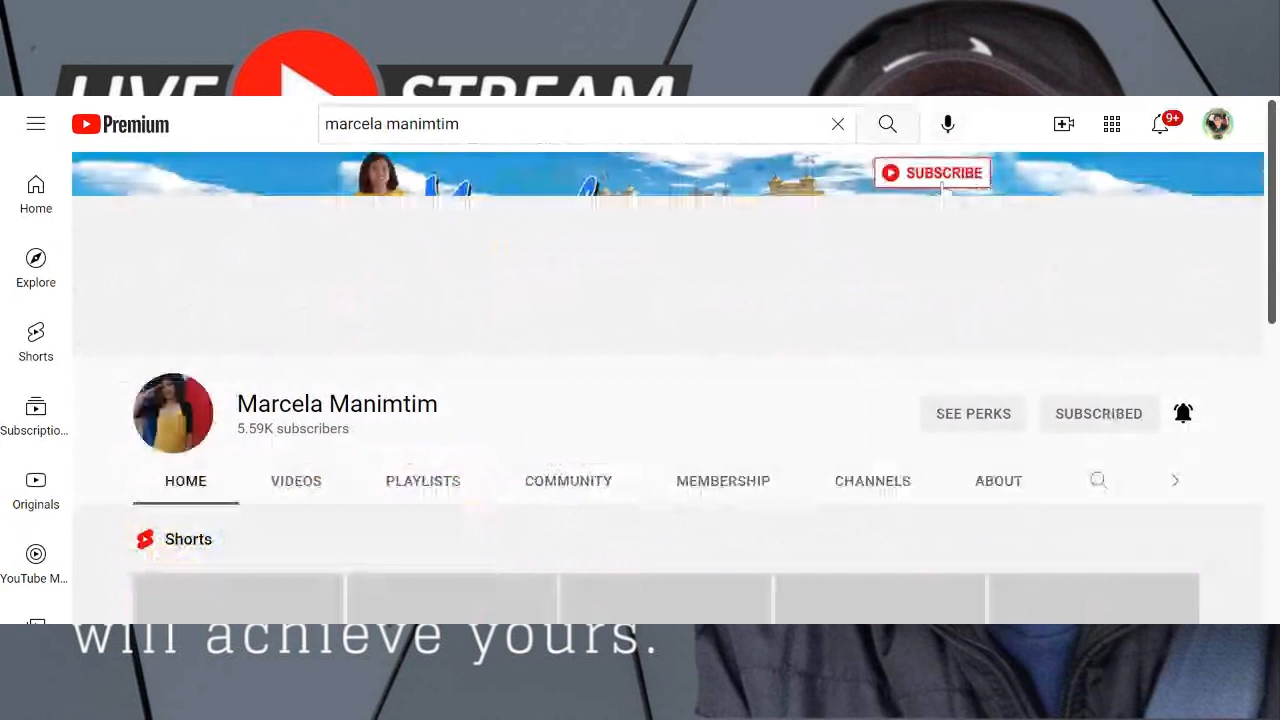 LIVE STREAM
Premium
marcela manimtim
9+
Home
Explore
Shorts
Subscriptio...
Originals
YouTube M...
SUBSCRIBE
Marcela Manimtim
5.59K subscribers
SEE PERKS
SUBSCRIBED
HOME VIDEOS PLAYLISTS COMMUNITY MEMBERSHIP CHANNELS ABOUT
Shorts
will achieve yours.